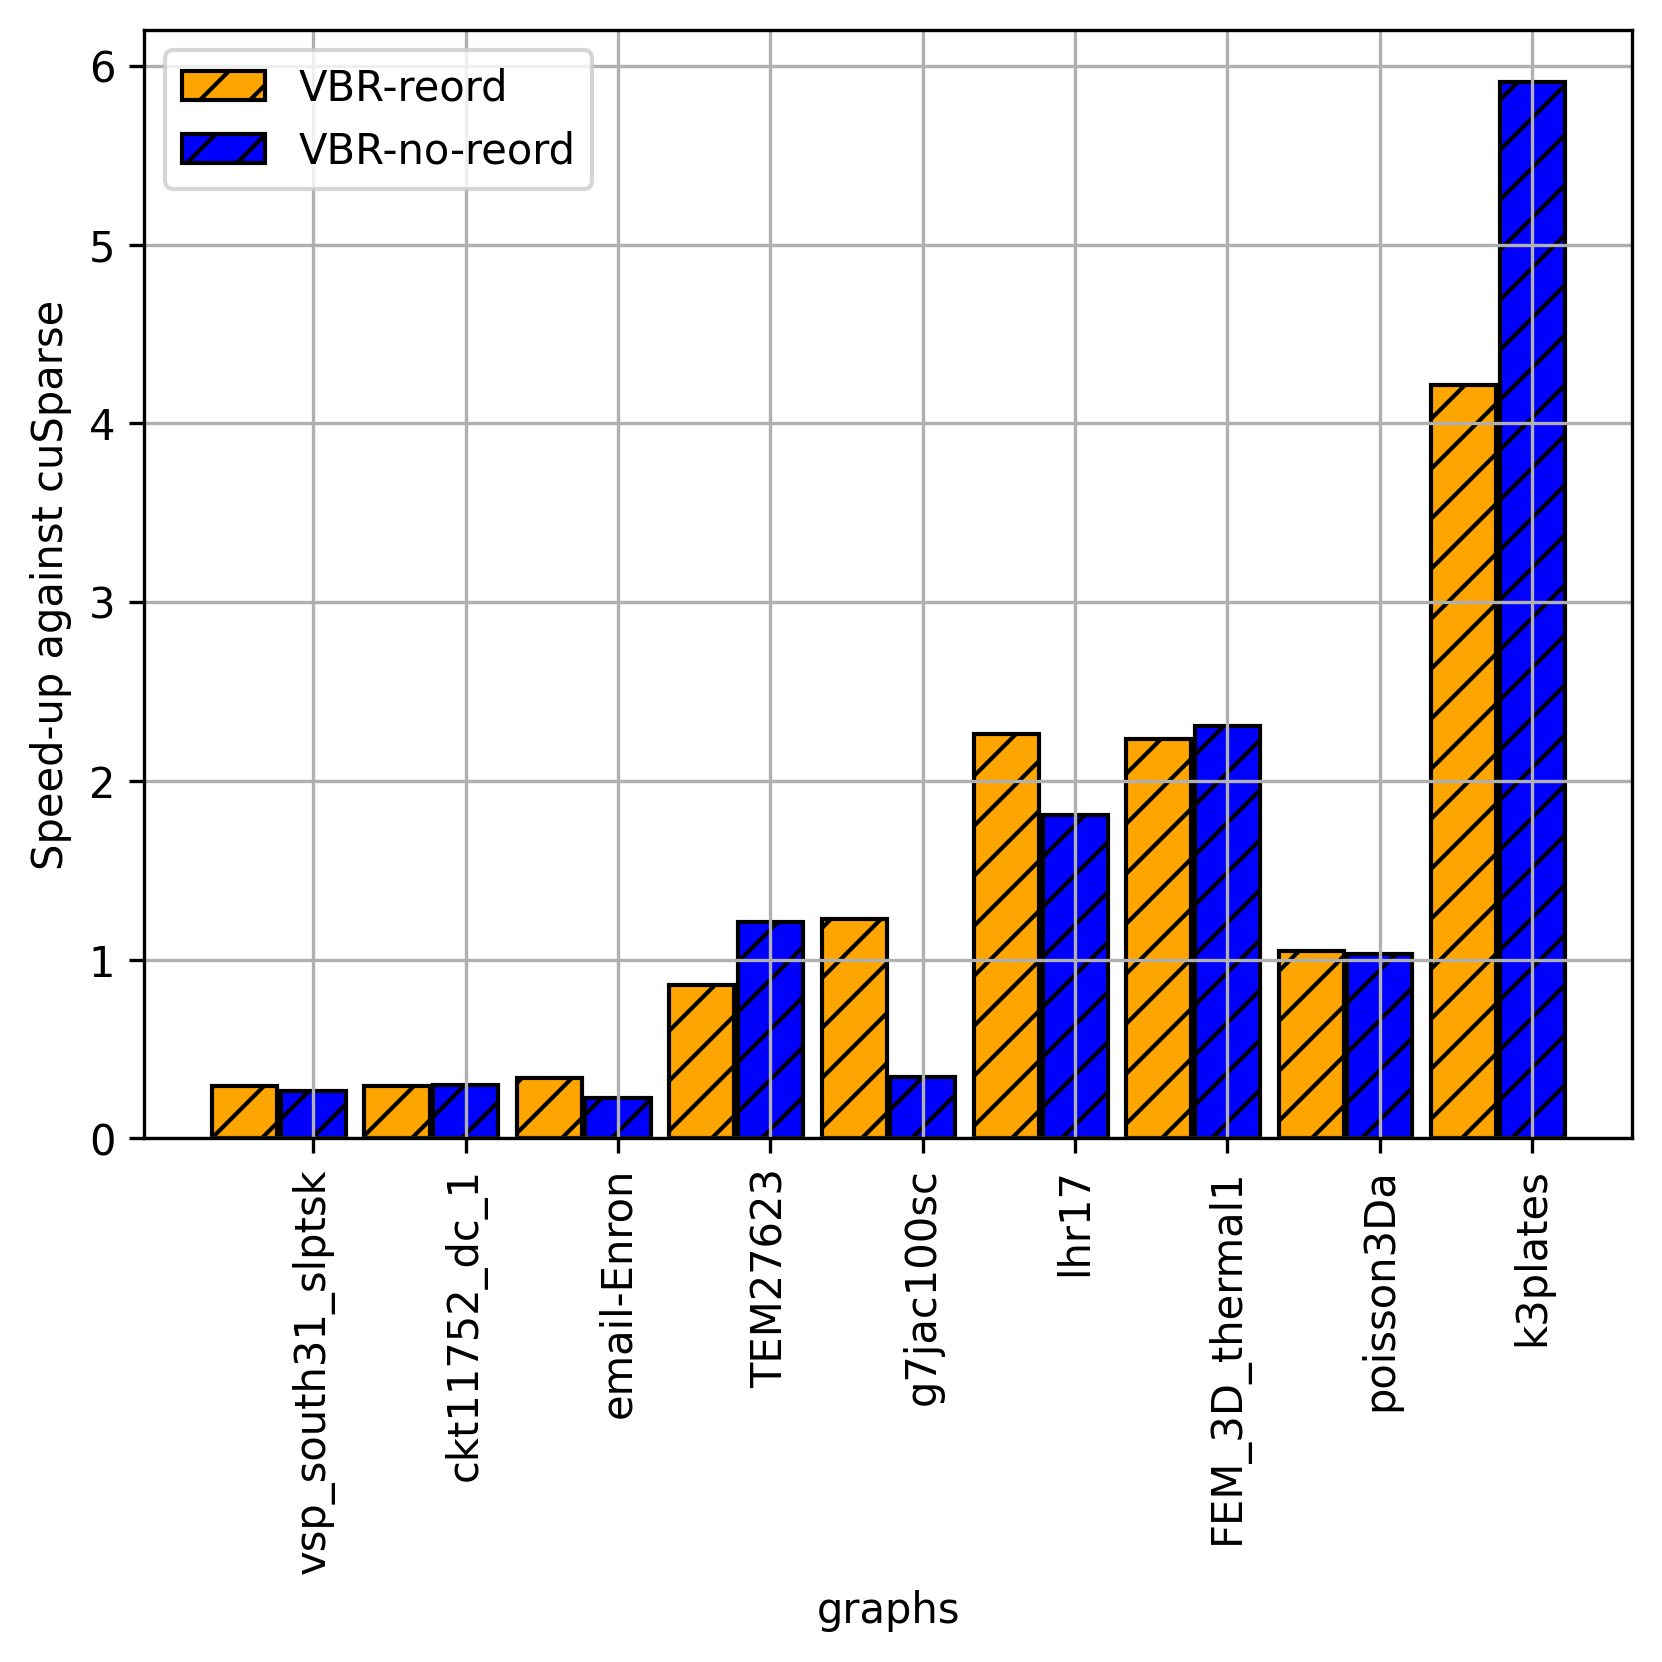 VBR-reord
VBR-no-reord
Speed-up against cuSparse
6
5
4
3
2
1
0
vsp_south31_slptsk
ckt11752_dc_1
email-Enron
TEM27623
g7jac100sc
lhr17
FEM_3D_thermal1
poisson3Da
k3plates
graphs